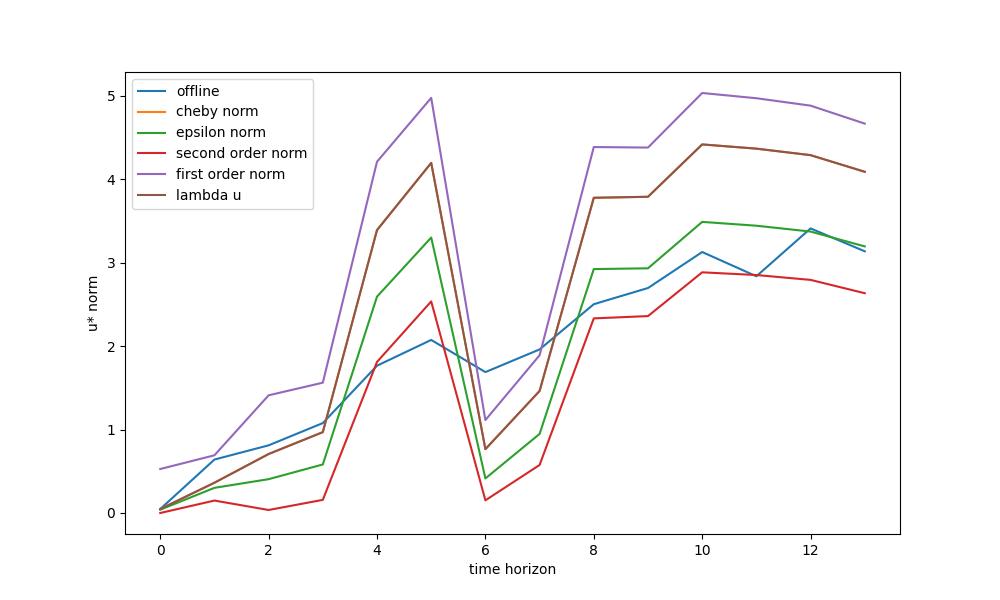 offline
cheby norm
epsilon norm
second order norm
first order norm
lambda u
5
4
3
2
1
0
u* norm
0 2 4 6 8 10 12
time horizon